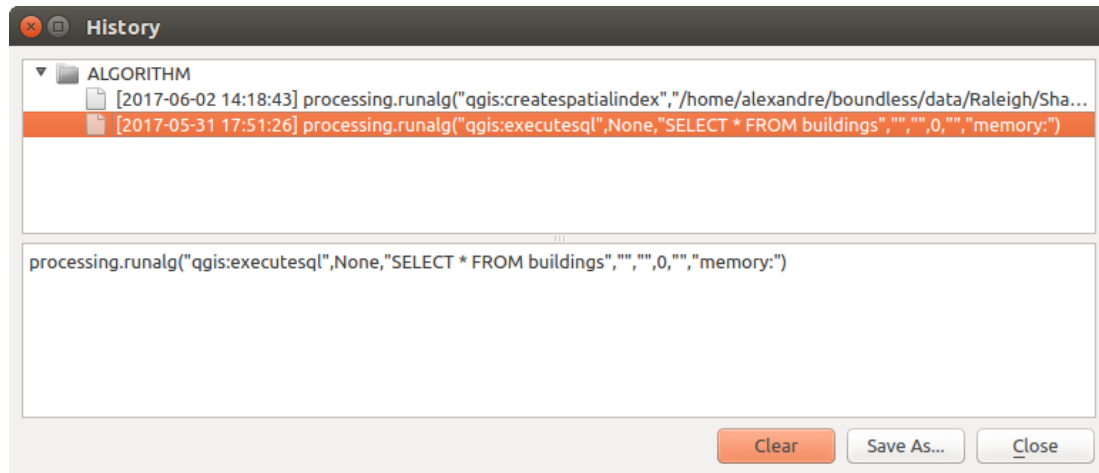 History
ALGORITHM
[2017-06-02 14:18:43] processing.runalg("qgis:createspatialindex","/home/alexandre/boundless/data/Raleigh/Sha...
[2017-05-31 17:51:26] processing.runalg("qgis:executesql",None,"SELECT * FROM buildings","","",0,"","memory:")
processing.runalg("qgis:executesql",None,"SELECT * FROM buildings","","",0,"","memory:")
Clear Save As... Close